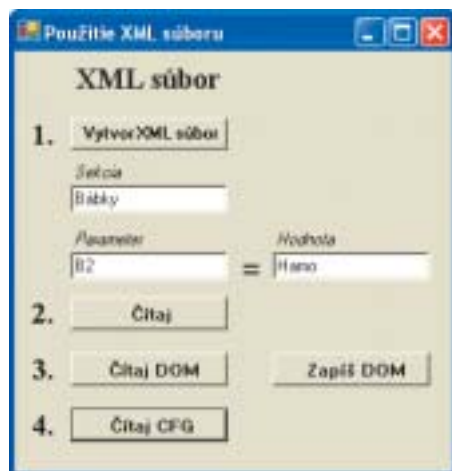 Použitie XML súboru
XML súbor
1. Vytvor XML súbor
Sekcia
Bábky
Parameter Hodnota
B2 = Hamo
2. Čítaj
3. Čítaj DOM Zapíš DOM
4. Čítaj CFG